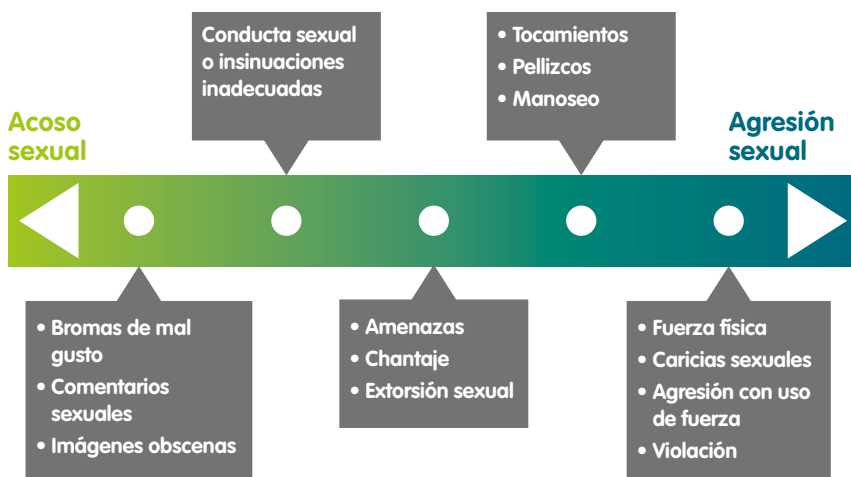 Acoso
sexual
Conducta sexual
o insinuaciones
inadecuadas
• Tocamientos
• Pellizcos
• Manoseo
Agresión
sexual
• Bromas de mal
gusto
• Comentarios
sexuales
• Imágenes obscenas
• Amenazas
• Chantaje
• Extorsión sexual
• Fuerza física
• Caricias sexuales
• Agresión con uso
de fuerza
• Violación